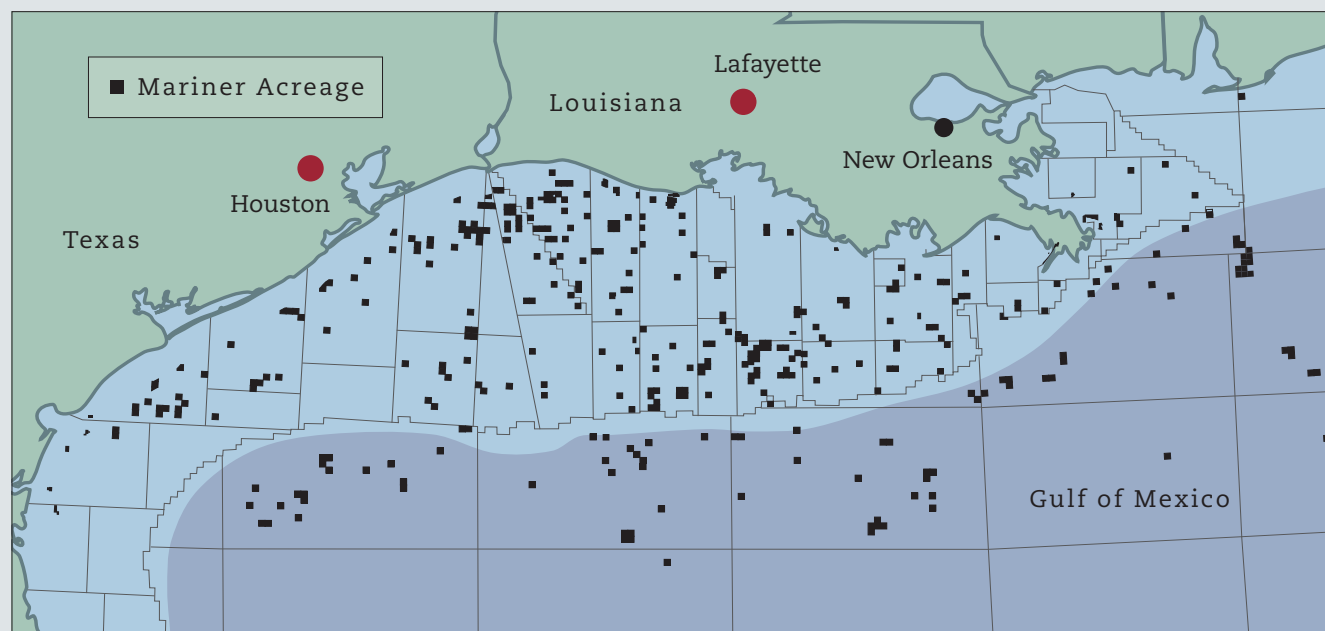 Mariner Acreage
Lafayette
Louisiana
New Orleans
Houston
Texas
Gulf of Mexico